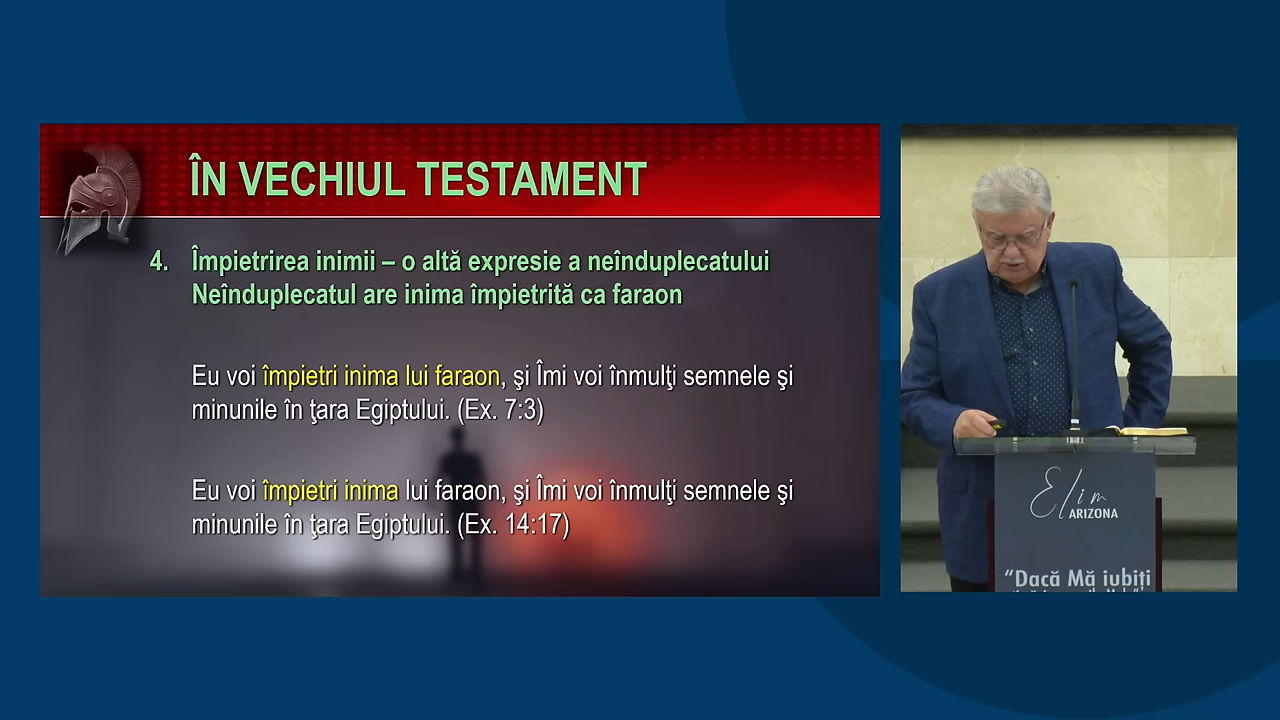 ÎN VECHIUL TESTAMENT
4. Împietrirea inimii – o altă expresie a neînduplecatului
Neînduplecatul are inima împietrită ca faraon
Eu voi împietri inima lui faraon, şi Îmi voi înmulţi semnele şi
minunile în ţara Egiptului. (Ex. 7:3)
Eu voi împietri inima lui faraon, şi Îmi voi înmulţi semnele şi
minunile în ţara Egiptului. (Ex. 14:17)
Elim
ARIZONA
“Dacă Mă iubiți